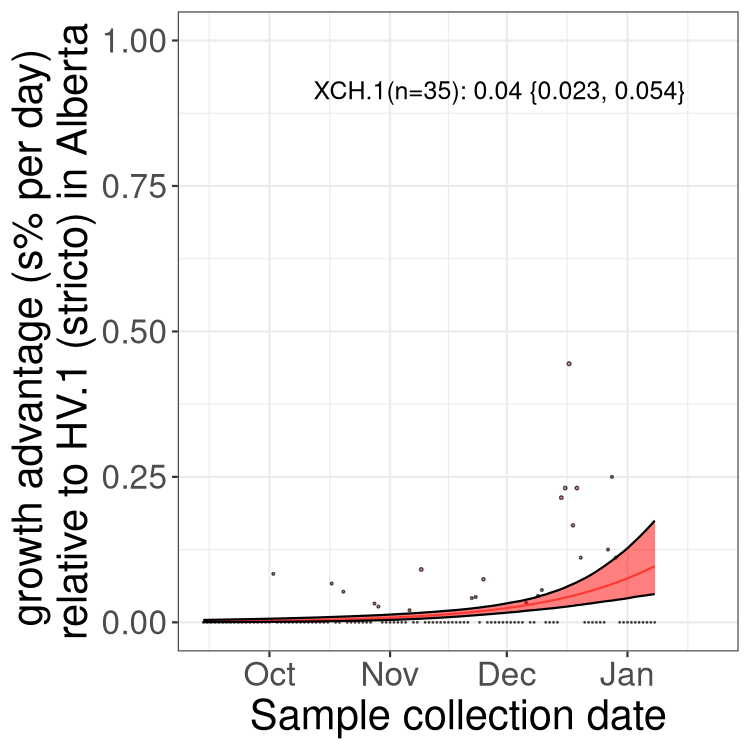 growth advantage (s% per day)
relative to HV.1 (stricto) in Alberta
1.00
0.75
0.50
0.25
0.00
XCH.1(n=35): 0.04 {0.023, 0.054}
Oct Nov Dec Jan
Sample collection date